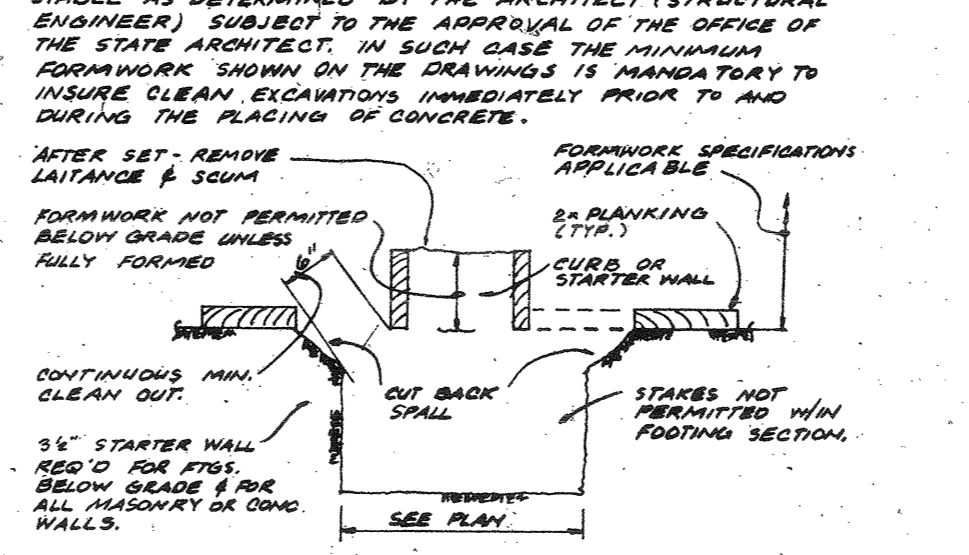 STABLE AS DETERMINED BY THE ARCHITECT (STRUCTURAL
ENGINEER) SUBJECT TO THE APPROVAL OF THE OFFICE OF
THE STATE ARCHITECT. IN SUCH CASE THE MINIMUM
FORMWORK SHOWN ON THE DRAWINGS IS MANDATORY TO
INSURE CLEAN EXCAVATIONS IMMEDIATELY PRIOR TO AND
DURING THE PLACING OF CONCRETE.
AFTER SET - REMOVE
LAITANCE & SCUM
FORMWORK SPECIFICATIONS
APPLICABLE
FORMWORK NOT PERMITTED
BELOW GRADE UNLESS
FULLY FORMED
6"
2x PLANKING
(TYP.)
CURB OR
STARTER WALL
CONTINUOUS MIN.
CLEAN OUT.
CUT BACK
SPALL
STAKES NOT
PERMITTED W/IN
FOOTING SECTION.
3½" STARTER WALL
REQ'D FOR FTGS.
BELOW GRADE & FOR
ALL MASONRY OR CONC.
WALLS.
SEE PLAN